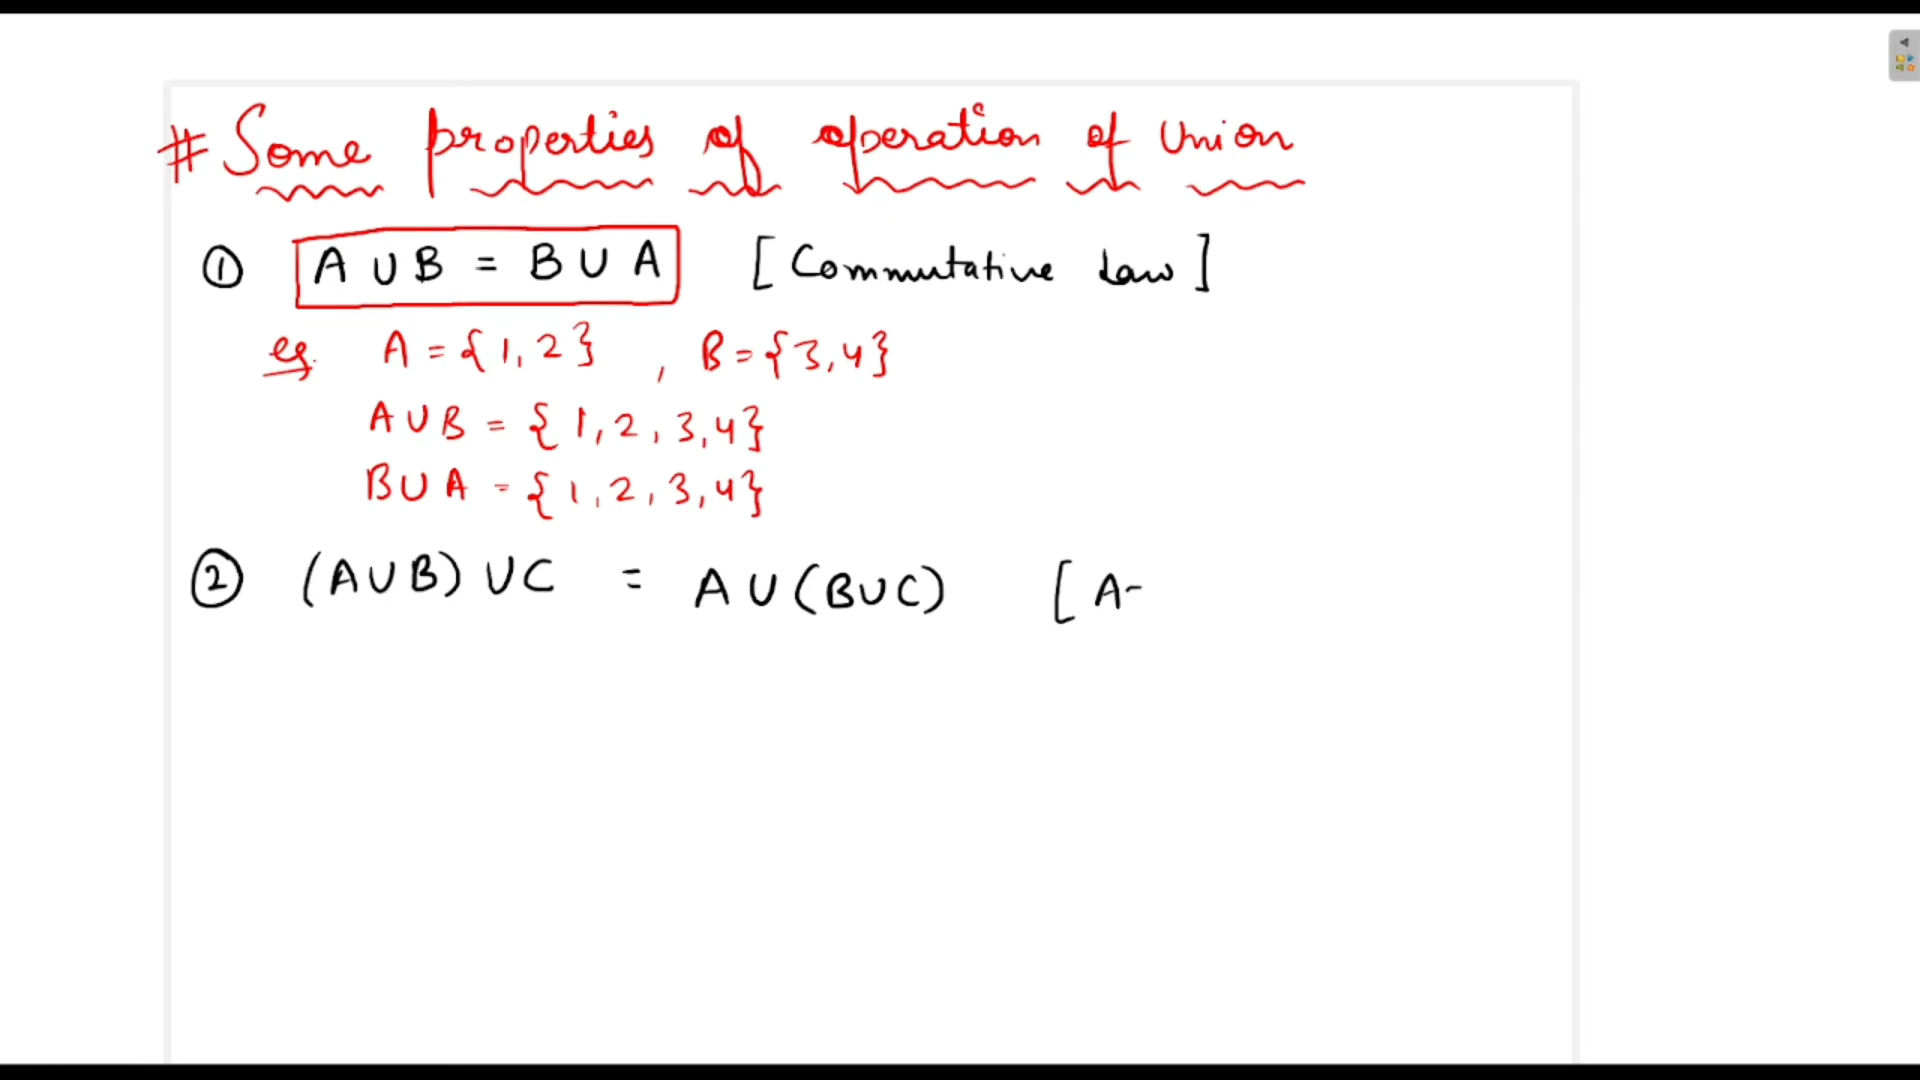 # Some properties of operation of Union
① A ∪ B = B ∪ A [Commutative Law]
eg. A = {1, 2} , B = {3, 4}
A ∪ B = {1, 2, 3, 4}
B ∪ A = {1, 2, 3, 4}
② (A ∪ B) ∪ C = A ∪ (B ∪ C) [A